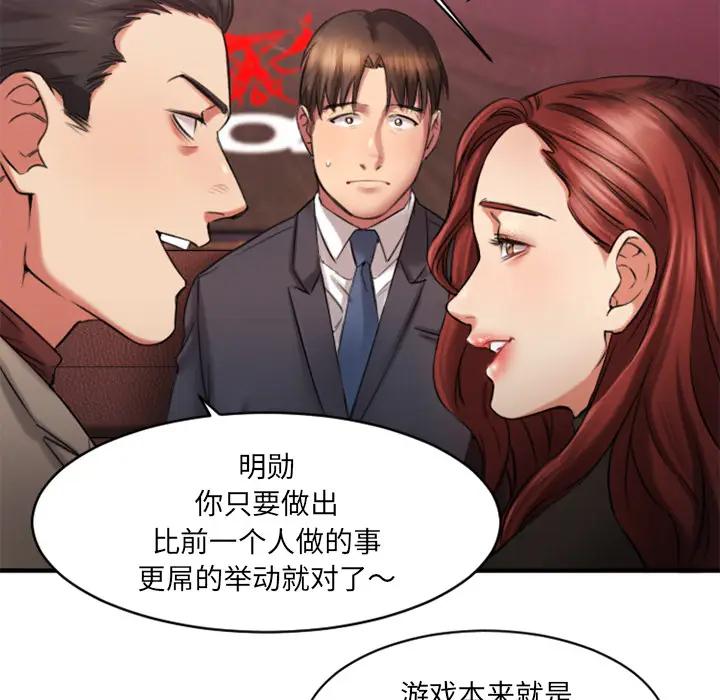 明勋
你只要做出
比前一个人做的事
更屌的举动就对了～
游戏本来就是